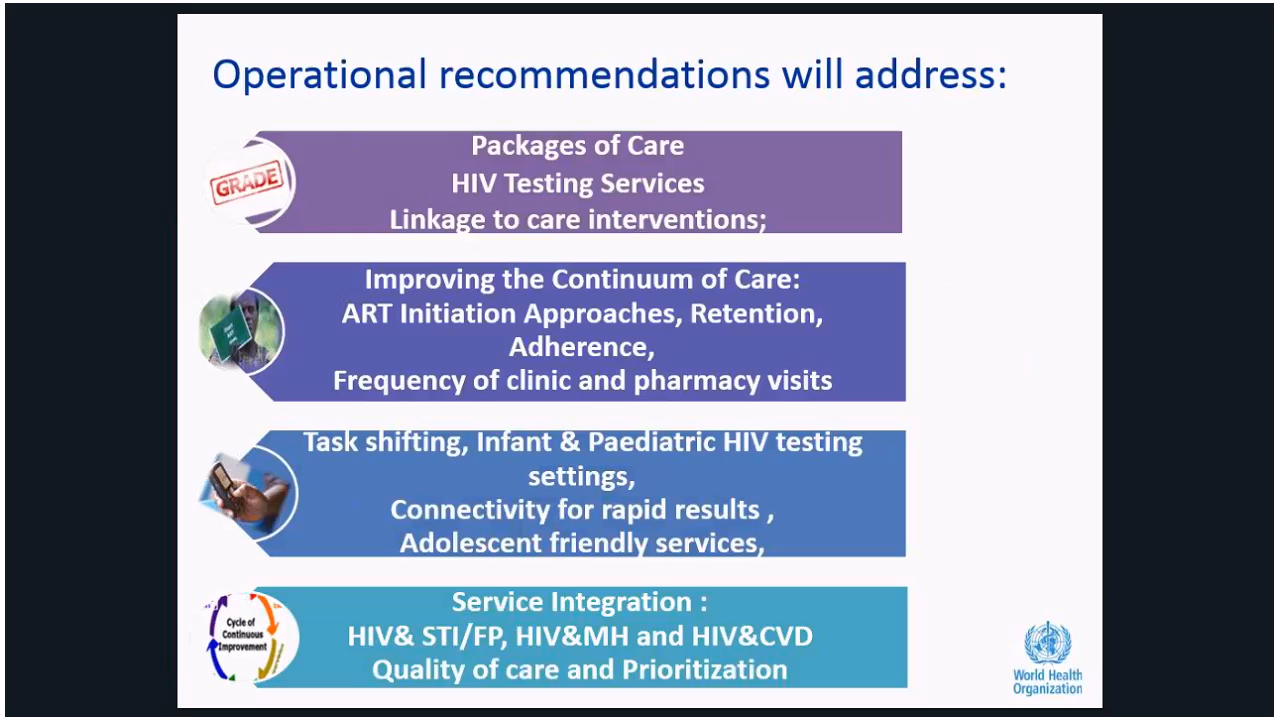 Operational recommendations will address:
GRADE
Packages of Care
HIV Testing Services
Linkage to care interventions;
Improving the Continuum of Care:
ART Initiation Approaches, Retention,
Adherence,
Frequency of clinic and pharmacy visits
Task shifting, Infant & Paediatric HIV testing
settings,
Connectivity for rapid results ,
Adolescent friendly services,
Cycle of
Continuous
Improvement
Service Integration :
HIV& STI/FP, HIV&MH and HIV&CVD
Quality of care and Prioritization
World Health
Organization